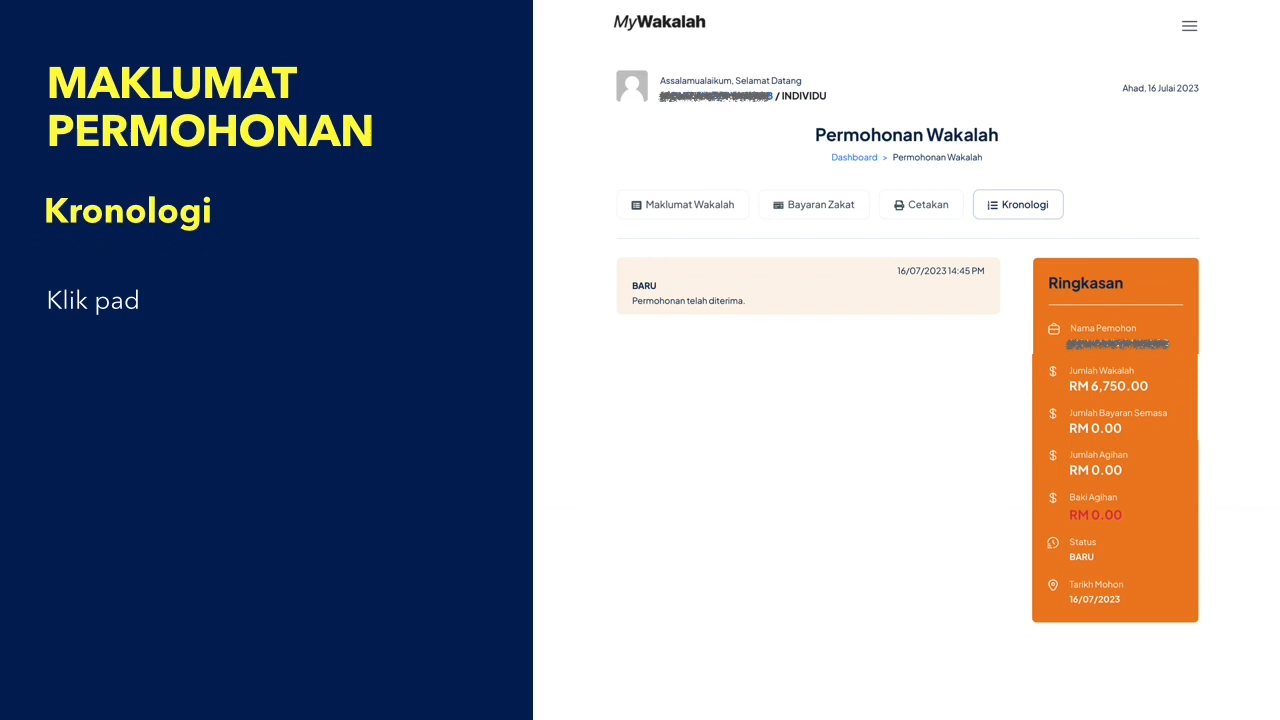 MAKLUMAT
PERMOHONAN
Kronologi
Klik pad
MyWakalah
Assalamualaikum, Selamat Datang
/ INDIVIDU
Ahad, 16 Julai 2023
Permohonan Wakalah
Dashboard > Permohonan Wakalah
Maklumat Wakalah
Bayaran Zakat
Cetakan
Kronologi
16/07/2023 14:45 PM
BARU
Permohonan telah diterima.
Ringkasan
Nama Pemohon
Jumlah Wakalah
RM 6,750.00
Jumlah Bayaran Semasa
RM 0.00
Jumlah Agihan
RM 0.00
Baki Agihan
RM 0.00
Status
BARU
Tarikh Mohon
16/07/2023